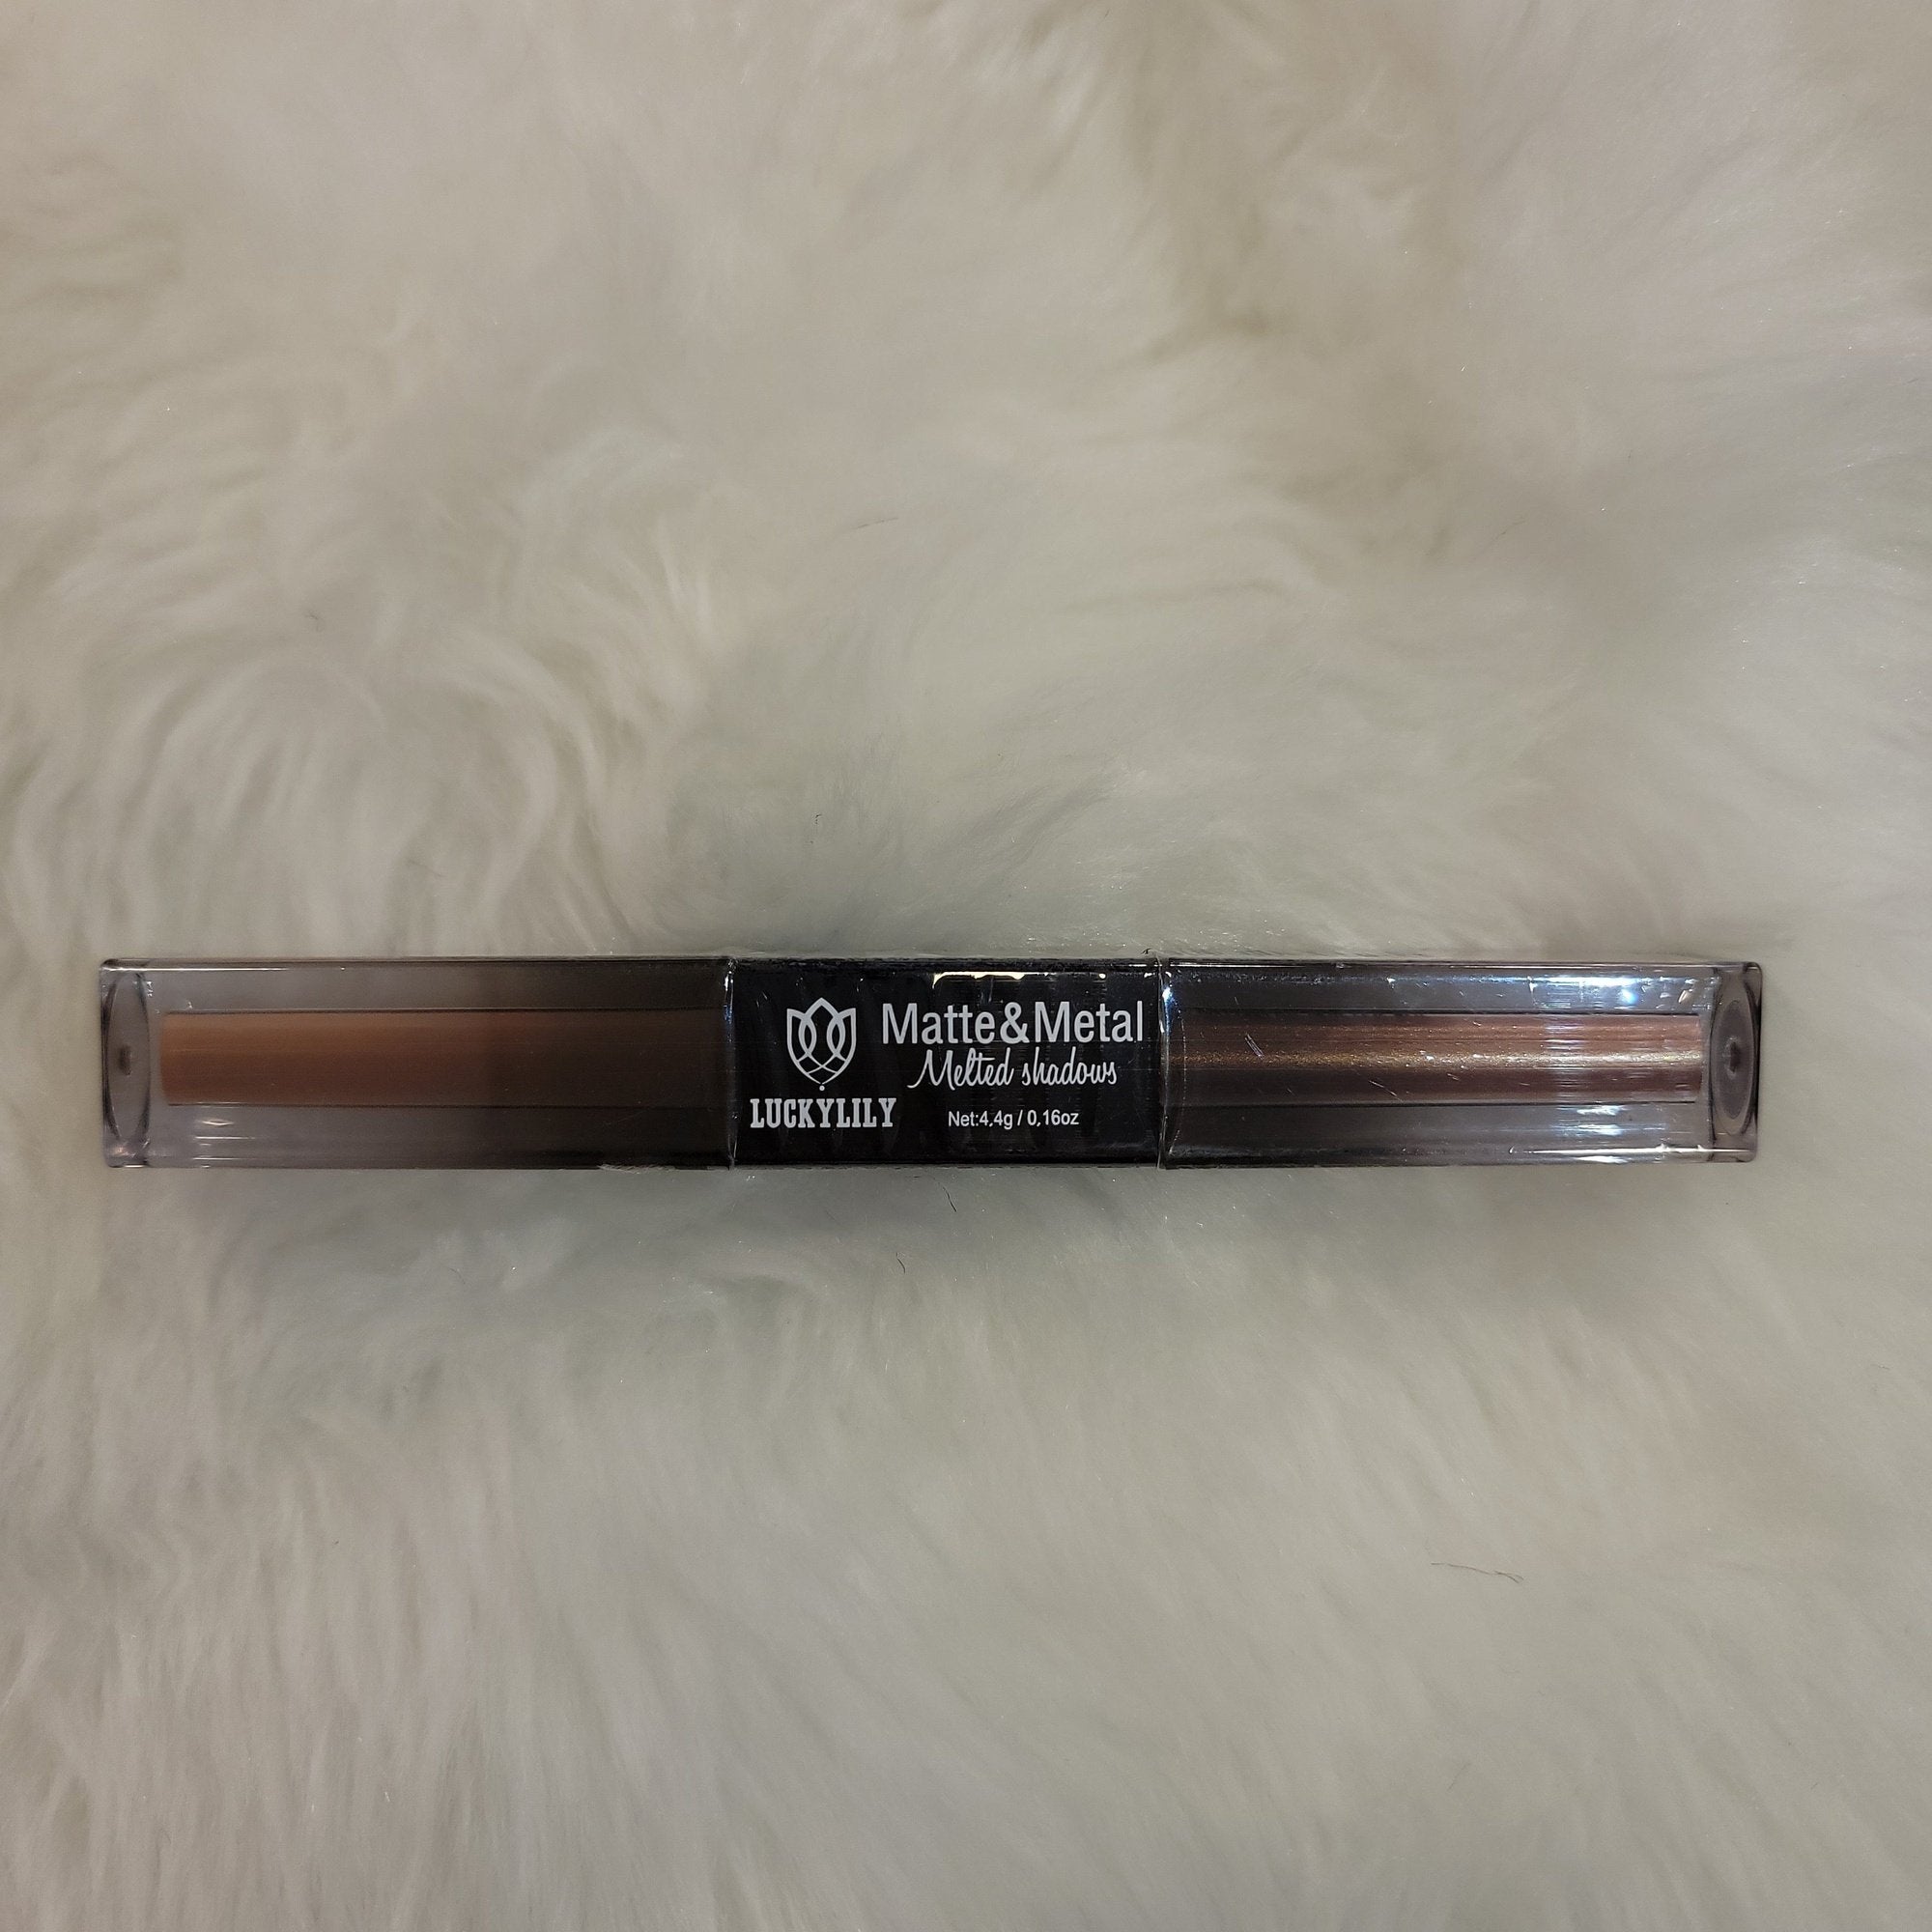 Matte&Metal
Melted shadows
LUCKYLILY
Net:4.4g / 0.16oz